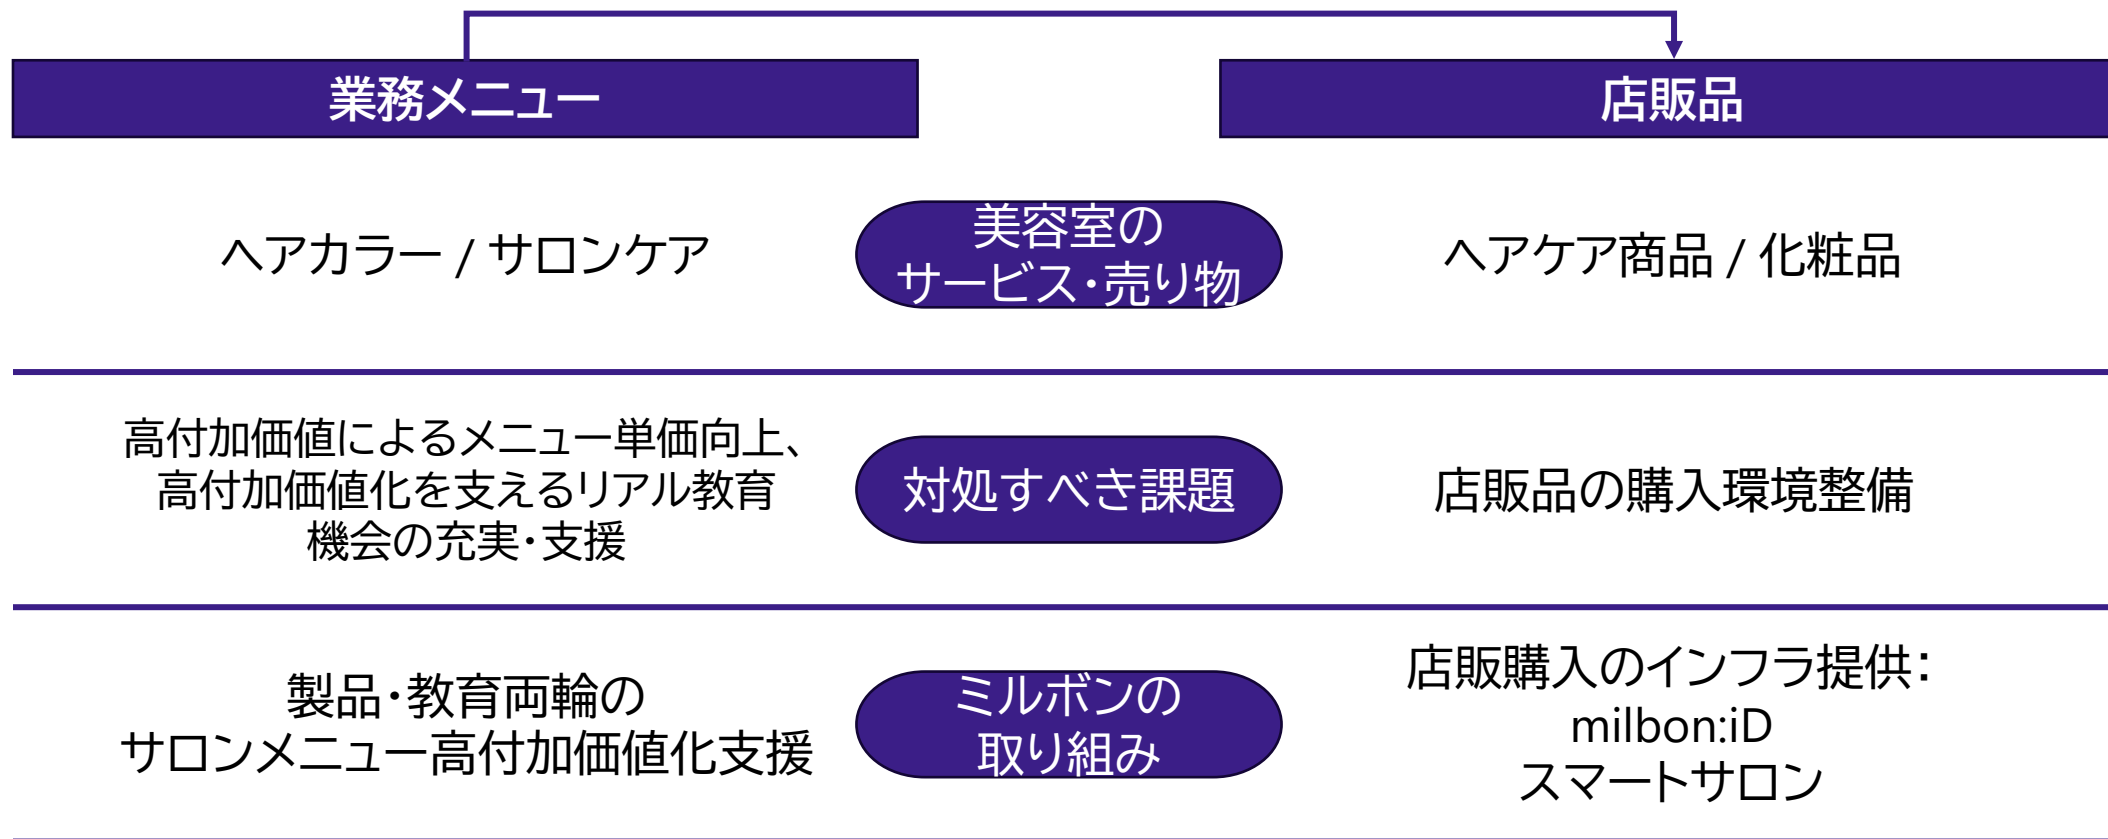 業務メニュー
店販品
ヘアカラー / サロンケア
美容室の
サービス・売り物
ヘアケア商品 / 化粧品
高付加価値によるメニュー単価向上、
高付加価値化を支えるリアル教育
機会の充実・支援
対処すべき課題
店販品の購入環境整備
製品・教育両輪の
サロンメニュー高付加価値化支援
ミルボンの
取り組み
店販購入のインフラ提供：
milbon:iD
スマートサロン